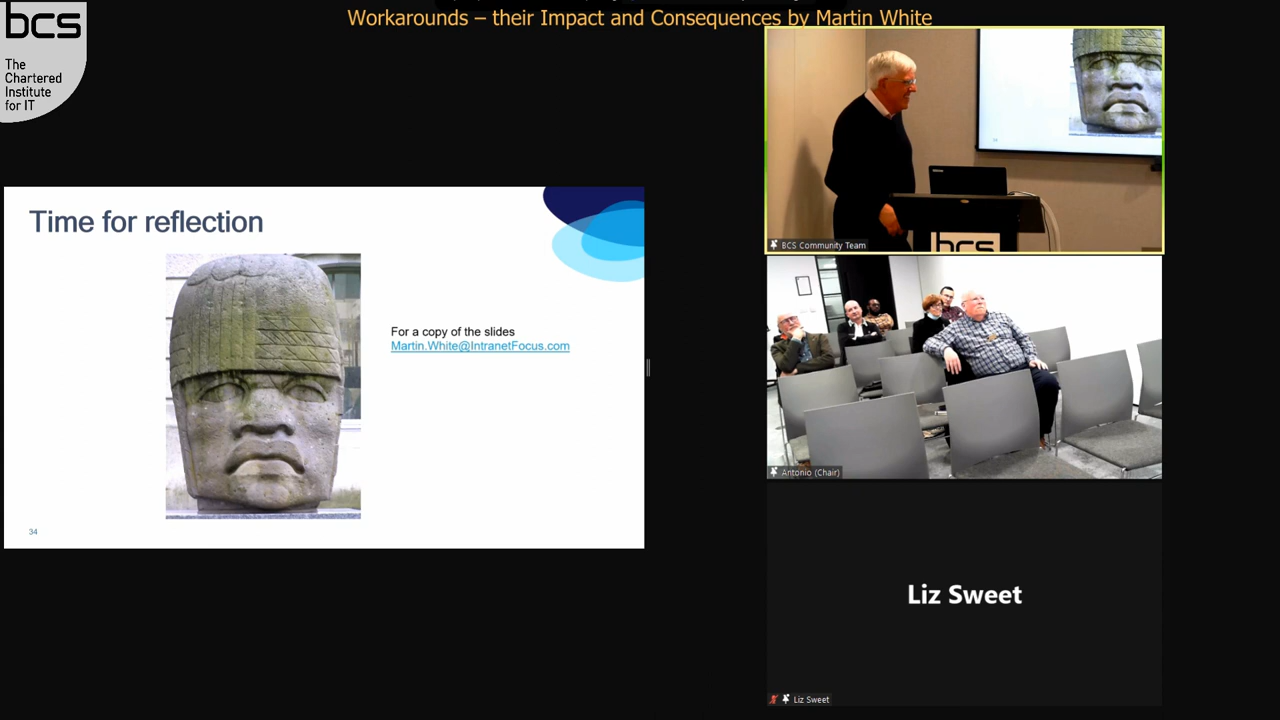 Workarounds – their Impact and Consequences by Martin White
bcs
The
Chartered
Institute
for IT
Time for reflection
For a copy of the slides
Martin.White@IntranetFocus.com
34
bcs
BCS Community Team
Antonio (Chair)
Liz Sweet
Liz Sweet